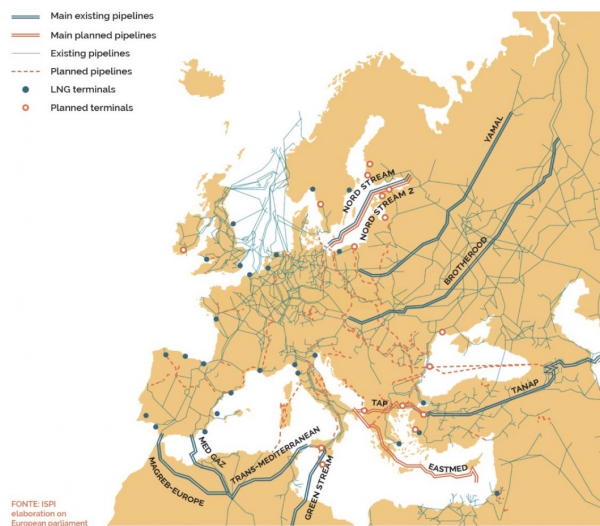 Main existing pipelines
Main planned pipelines
Existing pipelines
Planned pipelines
LNG terminals
Planned terminals
YAMAL
NORD STREAM
NORD STREAM 2
BROTHEROOD
TANAP
TAP
EASTMED
TRANS-MEDITERRANEAN
MED GAZ
MAGREB-EUROPE
GREEN STREAM
FONTE: ISPI
elaboration on
European parliament